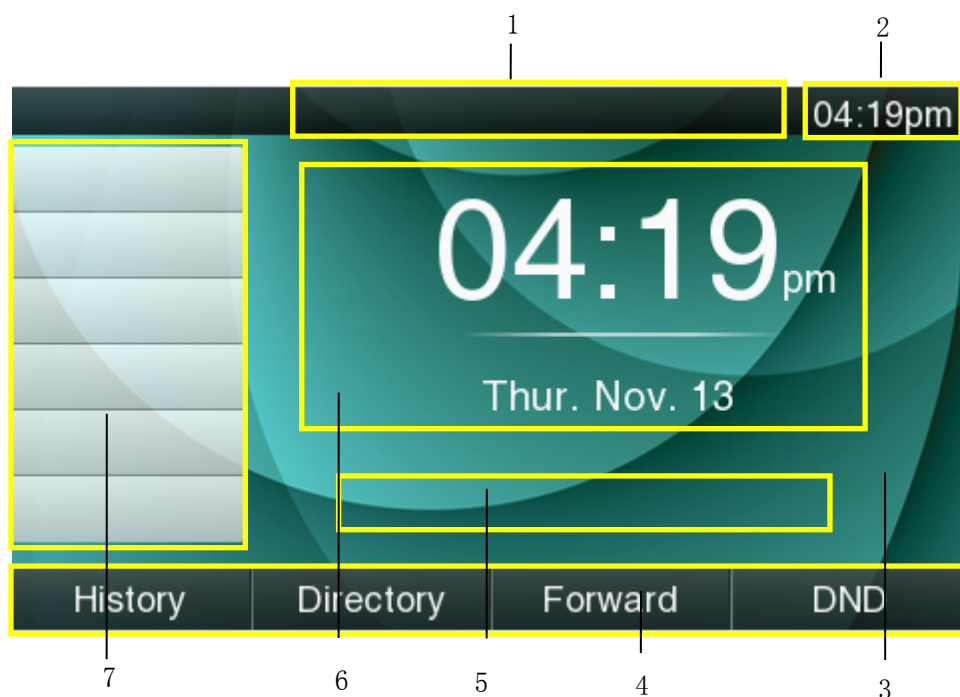 1
2
04:19pm
04:19pm
Thur. Nov. 13
History Directory Forward DND
7 6 5 4 3